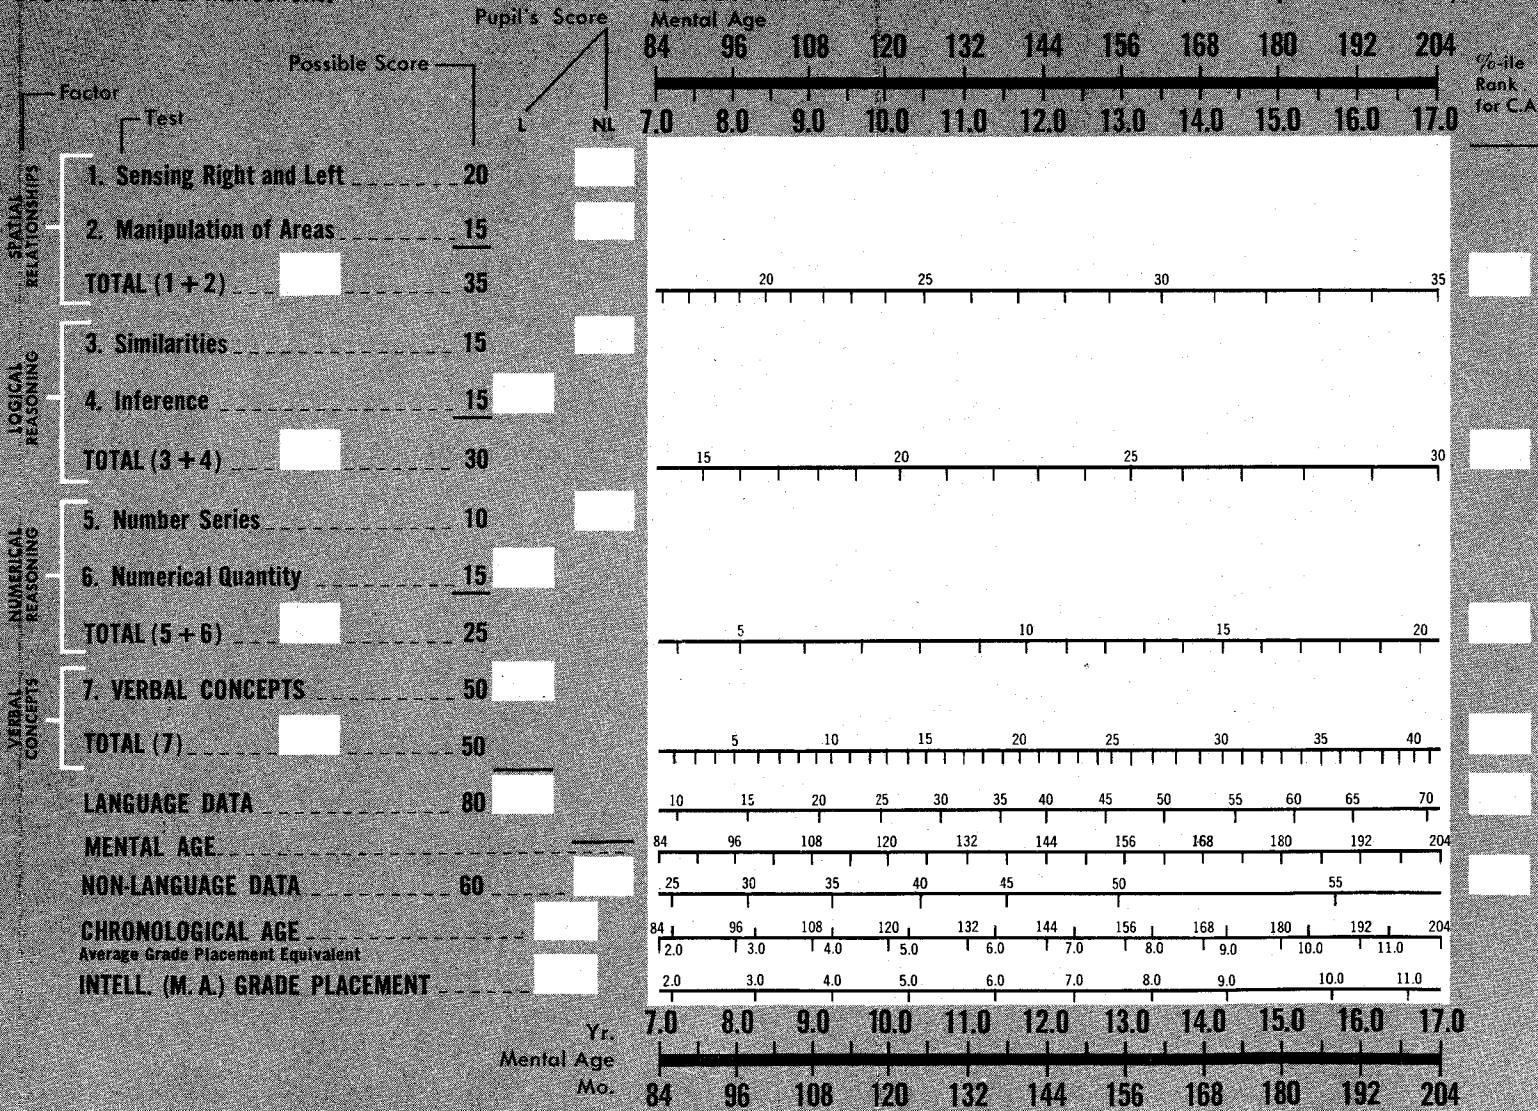 Pupil's Score
Mental Age
84 96 108 120 132 144 156 168 180 192 204
Possible Score
%-ile
Rank
for C.A
Factor
Test
L NL
7.0 8.0 9.0 10.0 11.0 12.0 13.0 14.0 15.0 16.0 17.0
SPATIAL
RELATIONSHIPS
1. Sensing Right and Left 20
2. Manipulation of Areas 15
TOTAL (1 + 2) 35
20 25 30 35
LOGICAL
REASONING
3. Similarities 15
4. Inference 15
TOTAL (3 + 4) 30
15 20 25 30
NUMERICAL
REASONING
5. Number Series 10
6. Numerical Quantity 15
TOTAL (5 + 6) 25
5 10 15 20
VERBAL
CONCEPTS
7. VERBAL CONCEPTS 50
TOTAL (7) 50
5 10 15 20 25 30 35 40
LANGUAGE DATA 80
10 15 20 25 30 35 40 45 50 55 60 65 70
MENTAL AGE
84 96 108 120 132 144 156 168 180 192 204
NON-LANGUAGE DATA 60
25 30 35 40 45 50 55
CHRONOLOGICAL AGE
84 96 108 120 132 144 156 168 180 192 204
Average Grade Placement Equivalent
2.0 3.0 4.0 5.0 6.0 7.0 8.0 9.0 10.0 11.0
INTELL. (M. A.) GRADE PLACEMENT
2.0 3.0 4.0 5.0 6.0 7.0 8.0 9.0 10.0 11.0
Yr.
7.0 8.0 9.0 10.0 11.0 12.0 13.0 14.0 15.0 16.0 17.0
Mental Age
Mo.
84 96 108 120 132 144 156 168 180 192 204